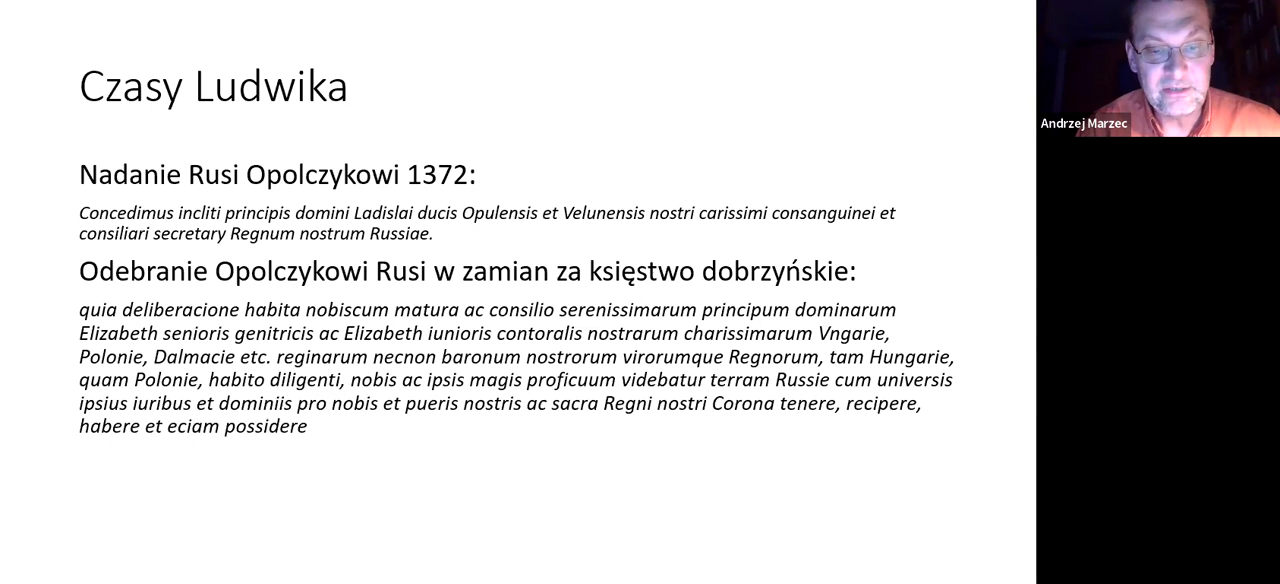 Czasy Ludwika
Nadanie Rusi Opolczykowi 1372:
Concedimus incliti principis domini Ladislai ducis Opulensis et Velunensis nostri carissimi consanguinei et
consiliari secretary Regnum nostrum Russiae.
Odebranie Opolczykowi Rusi w zamian za księstwo dobrzyńskie:
quia deliberacione habita nobiscum matura ac consilio serenissimarum principum dominarum
Elizabeth senioris genitricis ac Elizabeth iunioris contoralis nostrarum charissimarum Vngarie,
Polonie, Dalmacie etc. reginarum necnon baronum nostrorum virorumque Regnorum, tam Hungarie,
quam Polonie, habito diligenti, nobis ac ipsis magis proficuum videbatur terram Russie cum universis
ipsius iuribus et dominiis pro nobis et pueris nostris ac sacra Regni nostri Corona tenere, recipere,
habere et eciam possidere
Andrzej Marzec